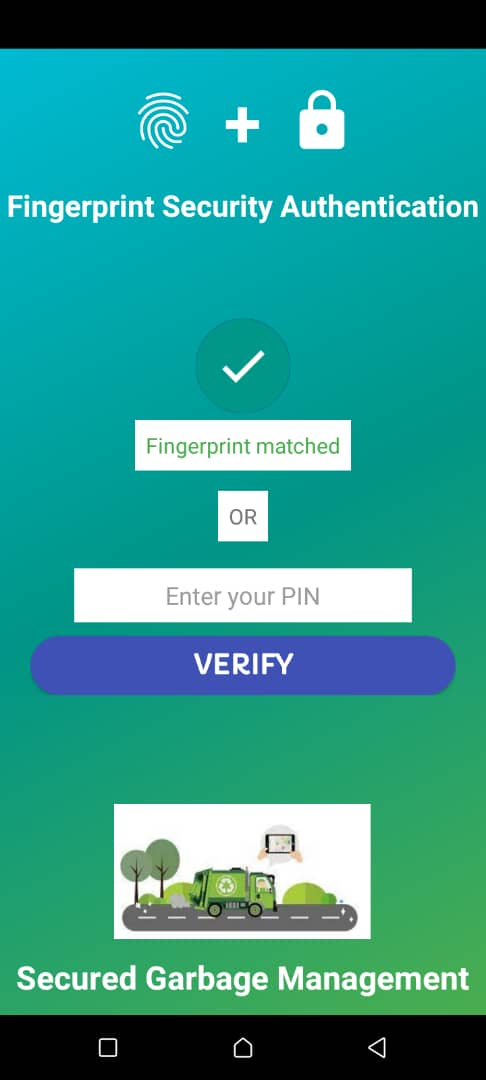 Fingerprint Security Authentication
Fingerprint matched
OR
Enter your PIN
VERIFY
Secured Garbage Management